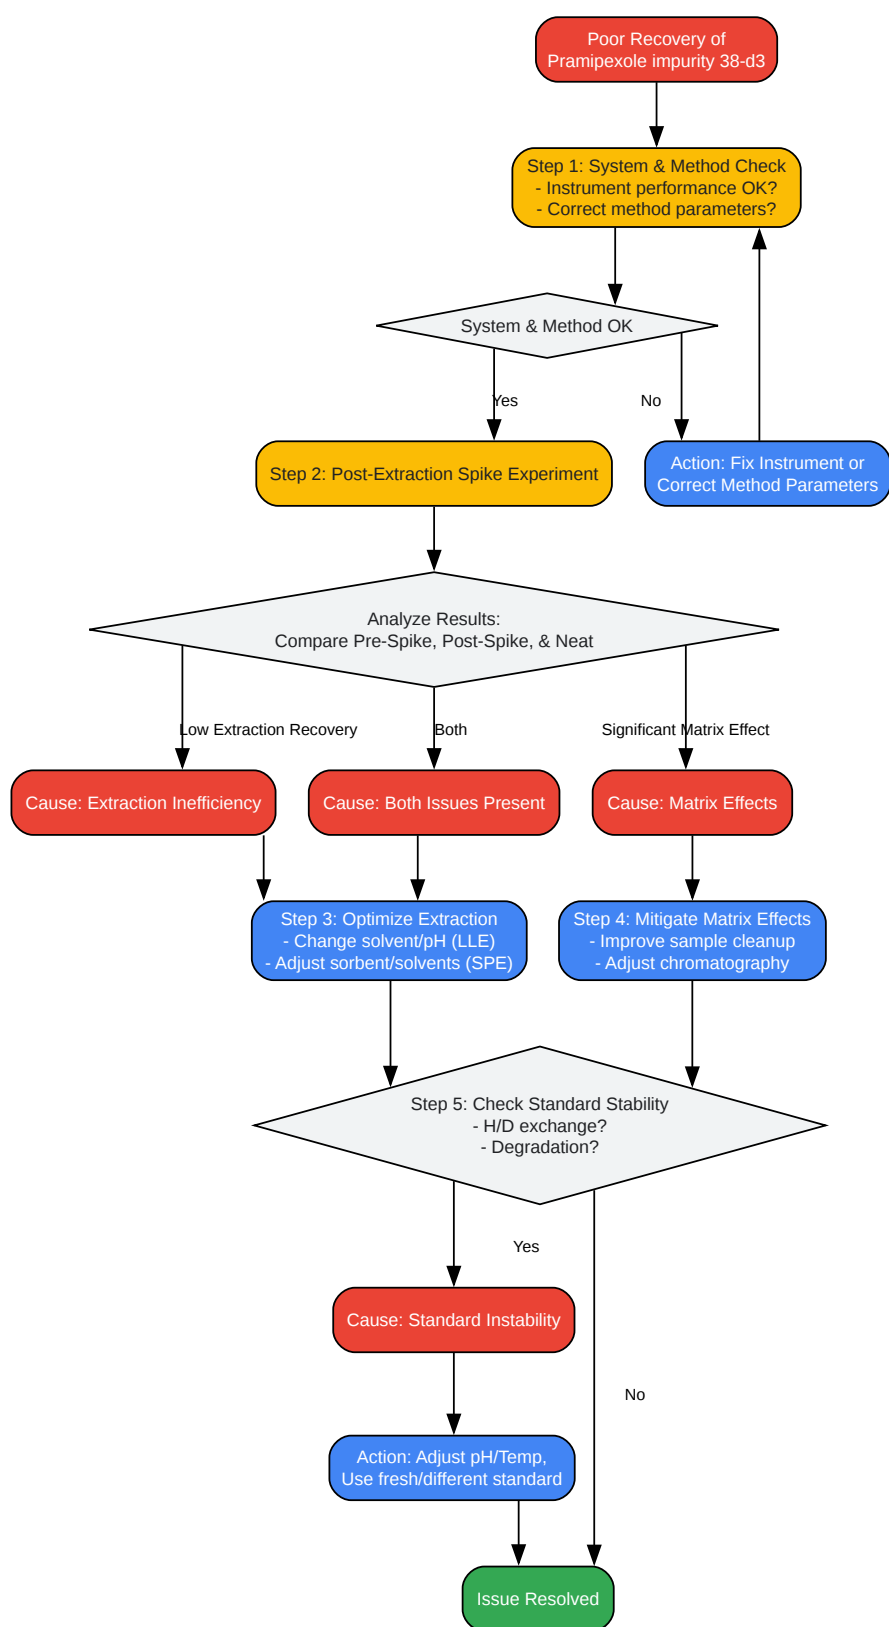 Poor Recovery of
Pramipexole impurity 38-d3
Step 1: System & Method Check
- Instrument performance OK?
- Correct method parameters?
System & Method OK
Yes
No
Step 2: Post-Extraction Spike Experiment
Action: Fix Instrument or
Correct Method Parameters
Analyze Results:
Compare Pre-Spike, Post-Spike, & Neat
Low Extraction Recovery
Both
Significant Matrix Effect
Cause: Extraction Inefficiency
Cause: Both Issues Present
Cause: Matrix Effects
Step 3: Optimize Extraction
- Change solvent/pH (LLE)
- Adjust sorbent/solvents (SPE)
Step 4: Mitigate Matrix Effects
- Improve sample cleanup
- Adjust chromatography
Step 5: Check Standard Stability
- H/D exchange?
- Degradation?
Yes
Cause: Standard Instability
No
Action: Adjust pH/Temp,
Use fresh/different standard
Issue Resolved